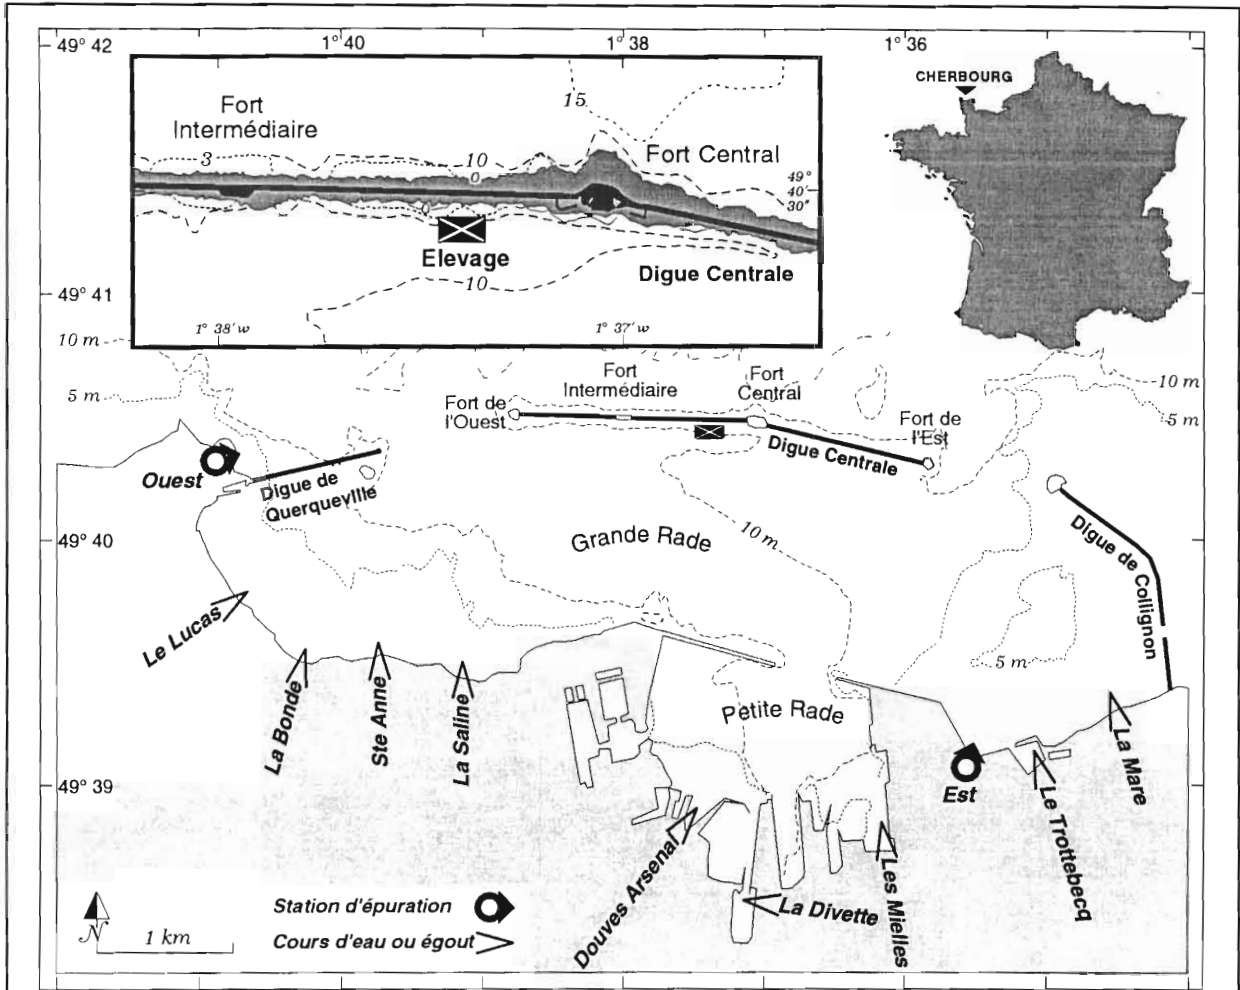 49° 42
1° 40
1° 38
1° 36
CHERBOURG
Fort
Intermédiaire
15
3
10
0
Fort Central
49°
40'
30"
0
Elevage
Digue Centrale
10
49° 41
1° 38' w
1° 37' w
10 m
5 m
Fort de
l'Ouest
Fort
Intermédiaire
Fort
Central
Fort de
l'Est
10 m
5 m
Ouest
Digue de
Querqueville
Digue Centrale
49° 40
Grande Rade
10 m
Digue de Collignon
Le Lucas
5 m
La Bonde
Ste Anne
La Saline
Petite Rade
La Mare
49° 39
Est
Le Trottebecq
Douves Arsenal
Les Mielles
La Divette
Station d'épuration
Cours d'eau ou égout
N
1 km